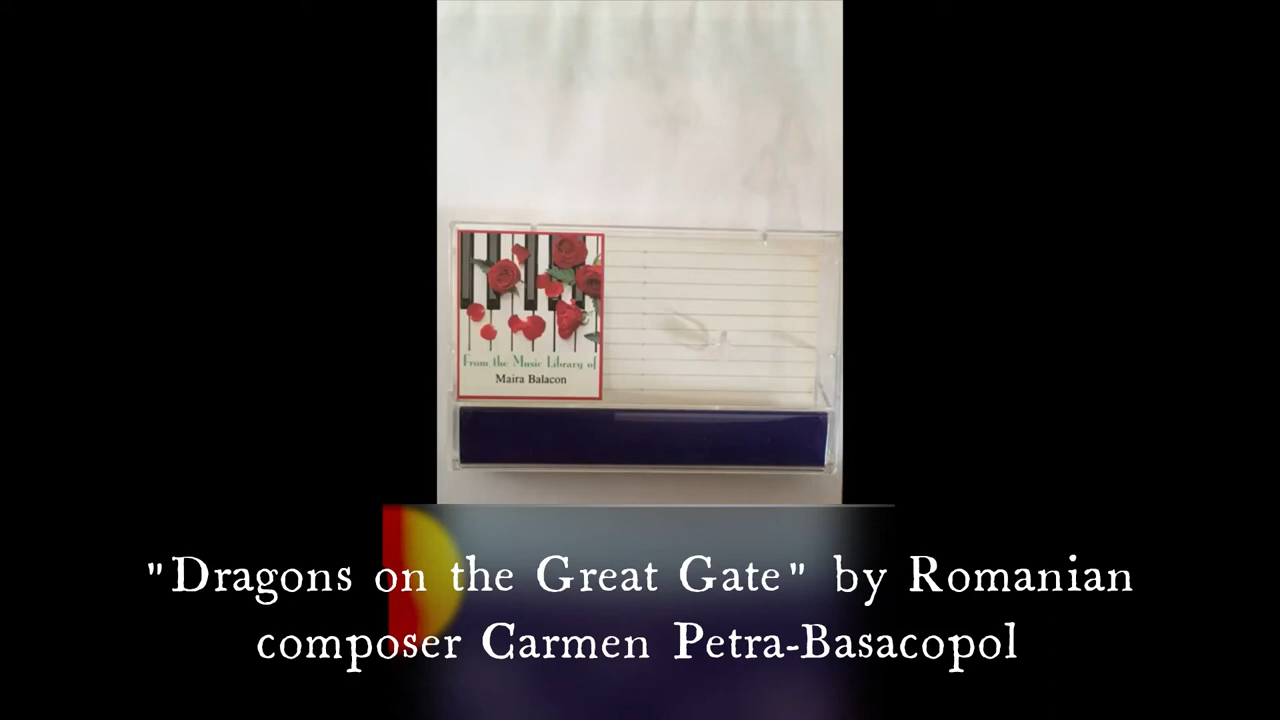 From the Music Library of
Maira Balacon
"Dragons on the Great Gate" by Romanian
composer Carmen Petra-Basacopol